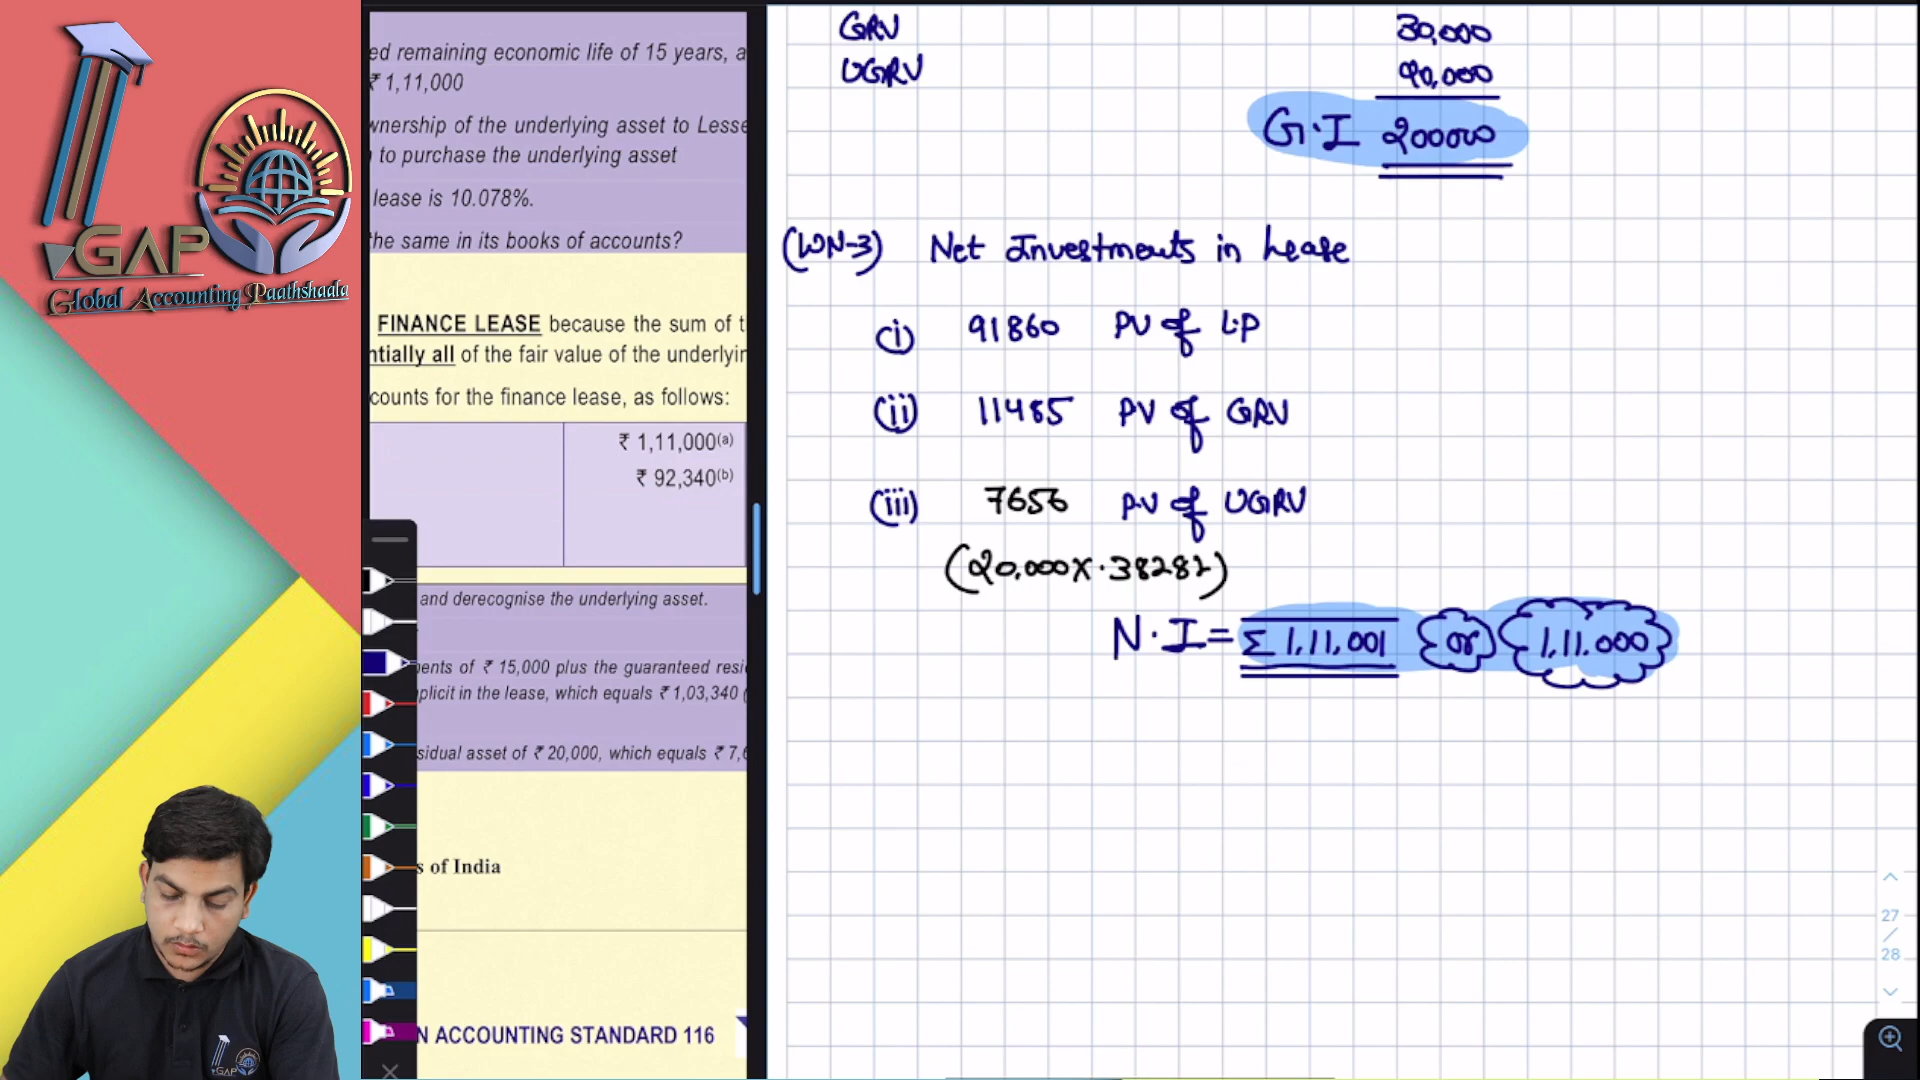 GAP
Global Accounting Paathshaala
ed remaining economic life of 15 years, a
₹ 1,11,000
wnership of the underlying asset to Lesse
to purchase the underlying asset
lease is 10.078%.
the same in its books of accounts?
FINANCE LEASE because the sum of t
ntially all of the fair value of the underlyin
counts for the finance lease, as follows:
₹ 1,11,000(a)
₹ 92,340(b)
and derecognise the underlying asset.
ents of ₹ 15,000 plus the guaranteed resi
plicit in the lease, which equals ₹ 1,03,340 (
sidual asset of ₹ 20,000, which equals ₹ 7,6
s of India
N ACCOUNTING STANDARD 116
GRV 30,000
UGRV
G.I 200000
(WN-3) Net Investments in Lease
(i) 91860 PV of L.P
(ii) 11485 PV of GRV
(iii) 7656 P.V of UGRV
(20,000X.38282)
N.I = Σ 1,11,001 or 1,11,000
27
/
28
GAP